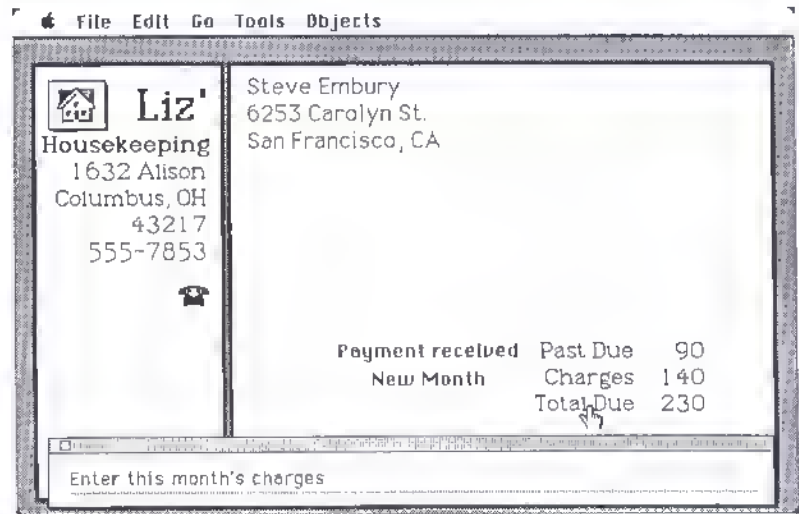 File Edit Go Tools Objects
Liz'
Housekeeping
1632 Alison
Columbus, OH
43217
555-7853
Steve Embury
6253 Carolyn St.
San Francisco, CA
Payment received Past Due 90
New Month Charges 140
Total Due 230
Enter this month's charges